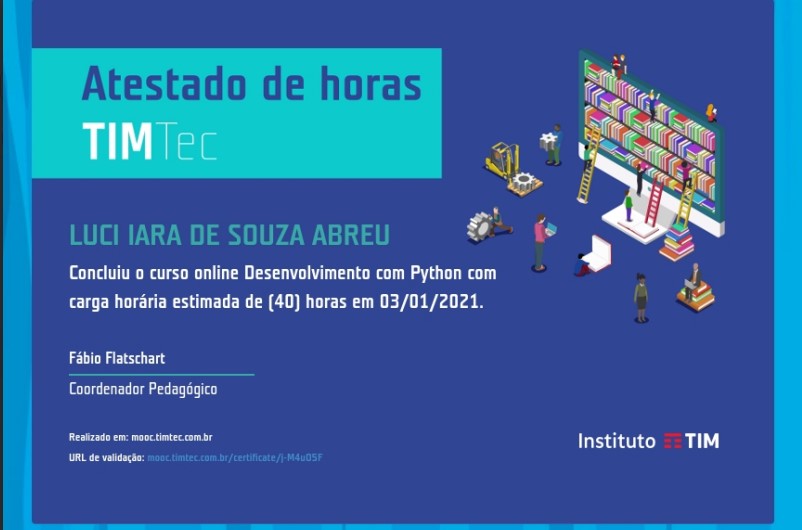 Atestado de horas
TIMTec
LUCI IARA DE SOUZA ABREU
Concluiu o curso online Desenvolvimento com Python com
carga horária estimada de (40) horas em 03/01/2021.
Fábio Flatschart
Coordenador Pedagógico
Realizado em: mooc.timtec.com.br
URL de validação: mooc.timtec.com.br/certificate/j-M4uD5F
Instituto TIM